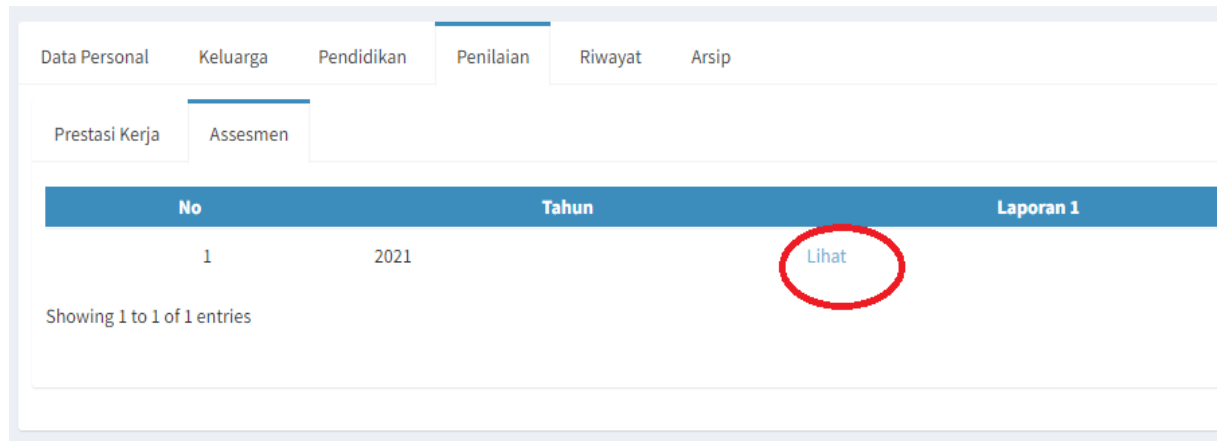 Data Personal Keluarga Pendidikan Penilaian Riwayat Arsip
Prestasi Kerja Assesmen
No Tahun Laporan 1
1 2021 Lihat
Showing 1 to 1 of 1 entries